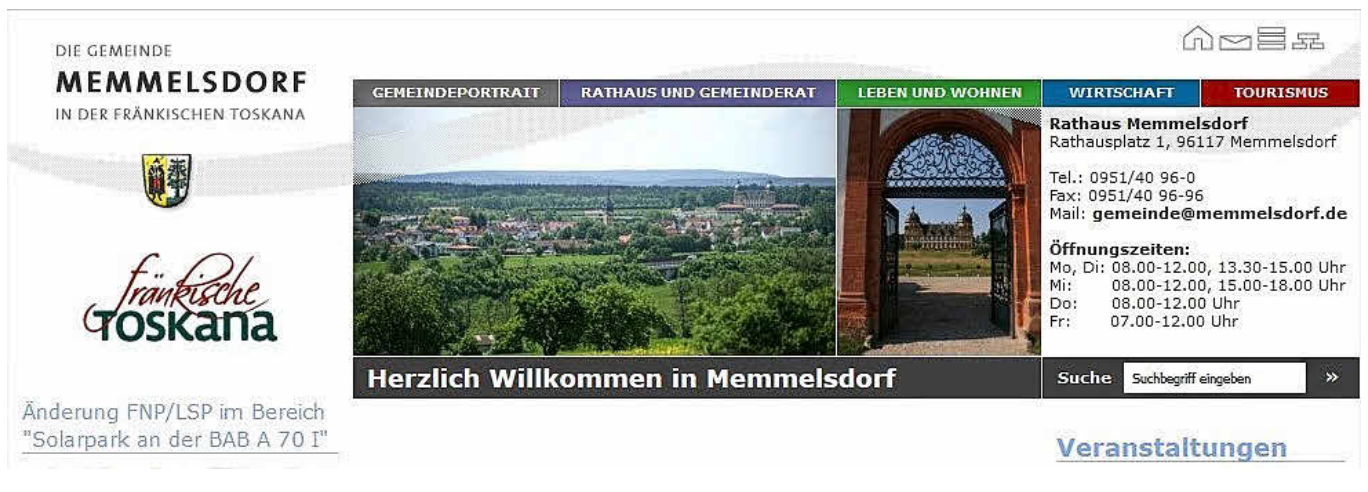 DIE GEMEINDE
MEMMELSDORF
IN DER FRÄNKISCHEN TOSKANA
fränkische
TOSKANA
Änderung FNP/LSP im Bereich
"Solarpark an der BAB A 70 I"
GEMEINDEPORTRAIT
RATHAUS UND GEMEINDERAT
LEBEN UND WOHNEN
WIRTSCHAFT
TOURISMUS
Rathaus Memmelsdorf
Rathausplatz 1, 96117 Memmelsdorf
Tel.: 0951/40 96-0
Fax: 0951/40 96-96
Mail: gemeinde@memmelsdorf.de
Öffnungszeiten:
Mo, Di: 08.00-12.00, 13.30-15.00 Uhr
Mi: 08.00-12.00, 15.00-18.00 Uhr
Do: 08.00-12.00 Uhr
Fr: 07.00-12.00 Uhr
Herzlich Willkommen in Memmelsdorf
Suche Suchbegriff eingeben »
Veranstaltungen